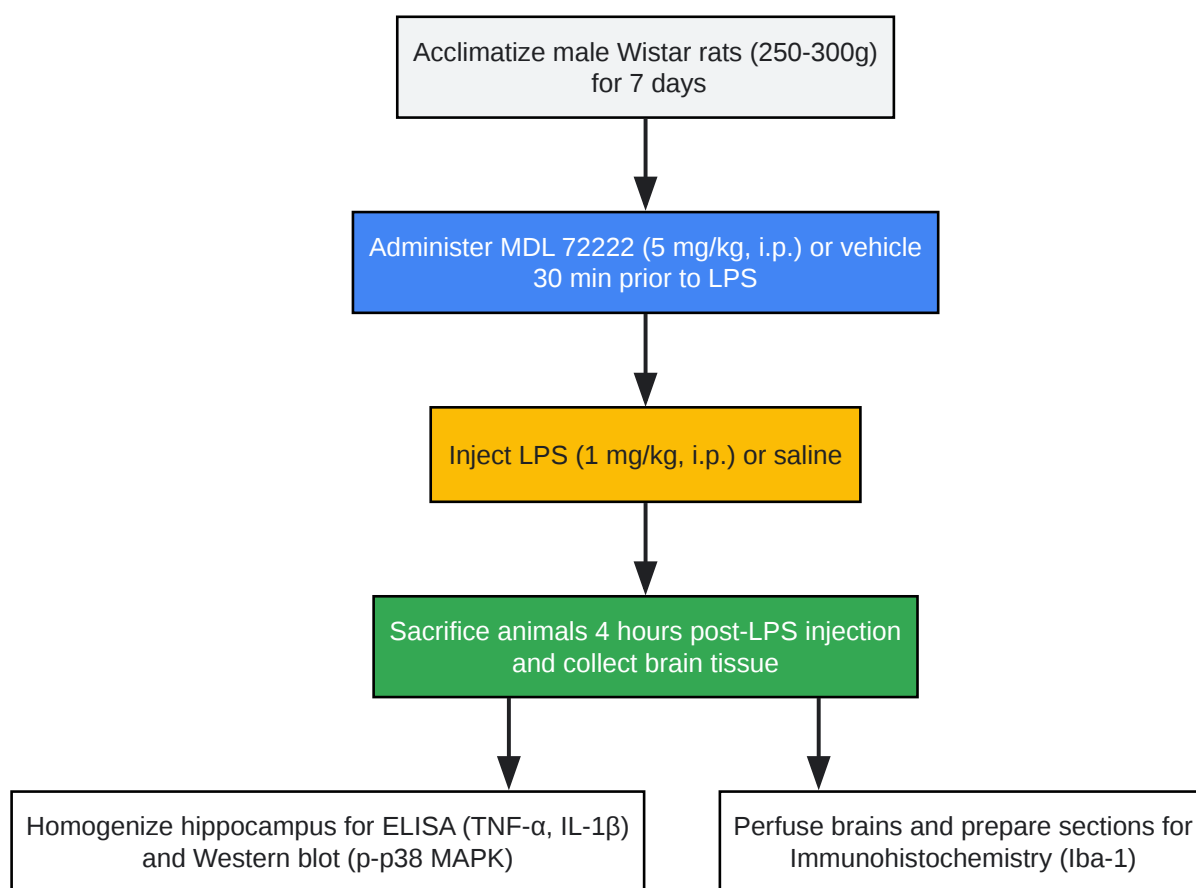 Acclimatize male Wistar rats (250-300g)
for 7 days
Administer MDL 72222 (5 mg/kg, i.p.) or vehicle
30 min prior to LPS
Inject LPS (1 mg/kg, i.p.) or saline
Sacrifice animals 4 hours post-LPS injection
and collect brain tissue
Homogenize hippocampus for ELISA (TNF-α, IL-1β)
and Western blot (p-p38 MAPK)
Perfuse brains and prepare sections for
Immunohistochemistry (Iba-1)